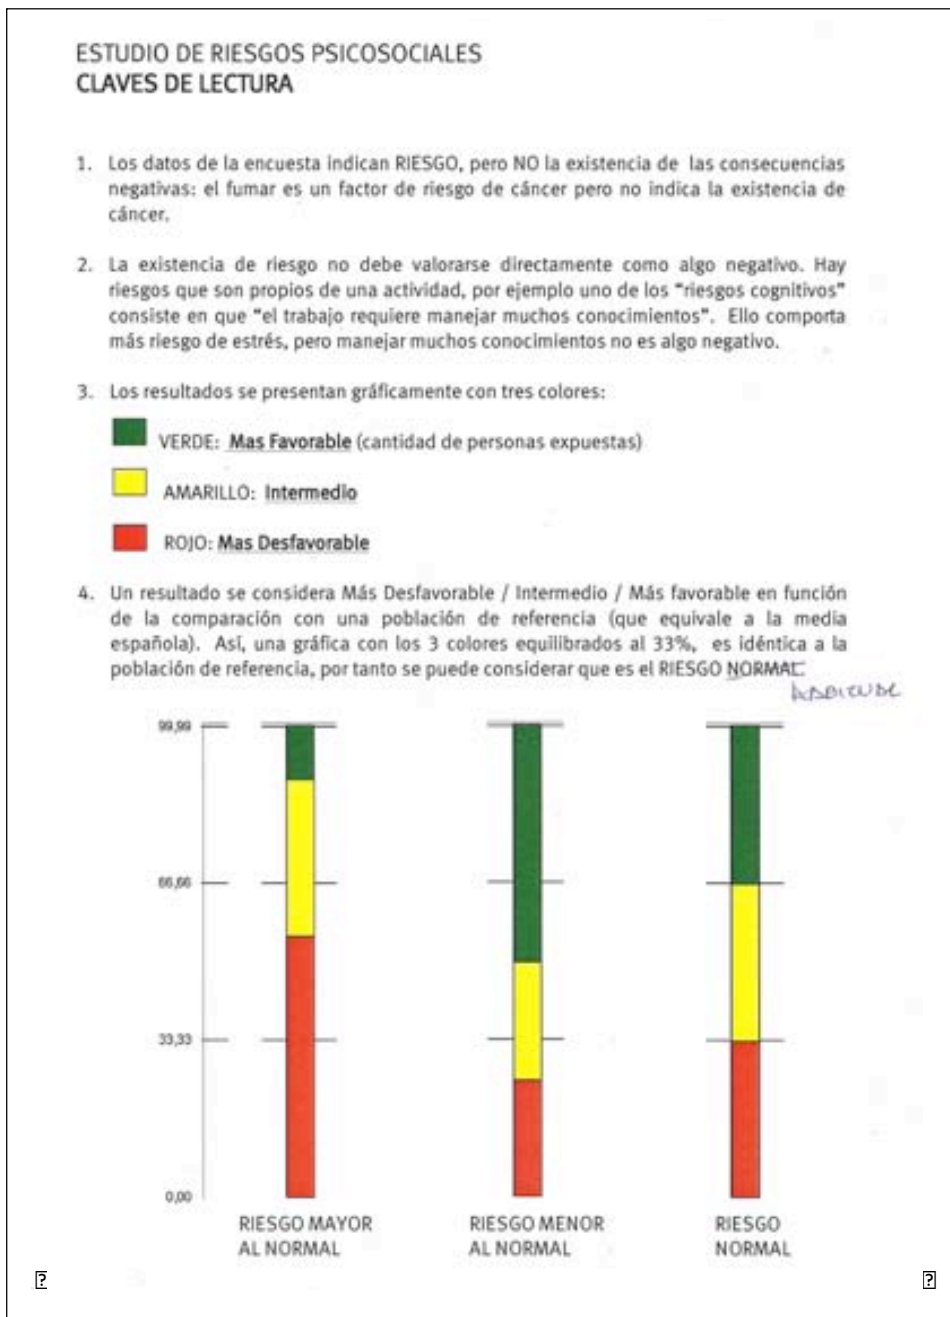 ESTUDIO DE RIESGOS PSICOSOCIALES
CLAVES DE LECTURA
1. Los datos de la encuesta indican RIESGO, pero NO la existencia de las consecuencias
negativas: el fumar es un factor de riesgo de cáncer pero no indica la existencia de
cáncer.
2. La existencia de riesgo no debe valorarse directamente como algo negativo. Hay
riesgos que son propios de una actividad, por ejemplo uno de los "riesgos cognitivos"
consiste en que "el trabajo requiere manejar muchos conocimientos". Ello comporta
más riesgo de estrés, pero manejar muchos conocimientos no es algo negativo.
3. Los resultados se presentan gráficamente con tres colores:
VERDE: Mas Favorable (cantidad de personas expuestas)
AMARILLO: Intermedio
ROJO: Mas Desfavorable
4. Un resultado se considera Más Desfavorable / Intermedio / Más favorable en función
de la comparación con una población de referencia (que equivale a la media
española). Así, una gráfica con los 3 colores equilibrados al 33%, es idéntica a la
población de referencia, por tanto se puede considerar que es el RIESGO NORMAL
99,99
66,66
33,33
0,00
RIESGO MAYOR
AL NORMAL
RIESGO MENOR
AL NORMAL
RIESGO
NORMAL
? ?